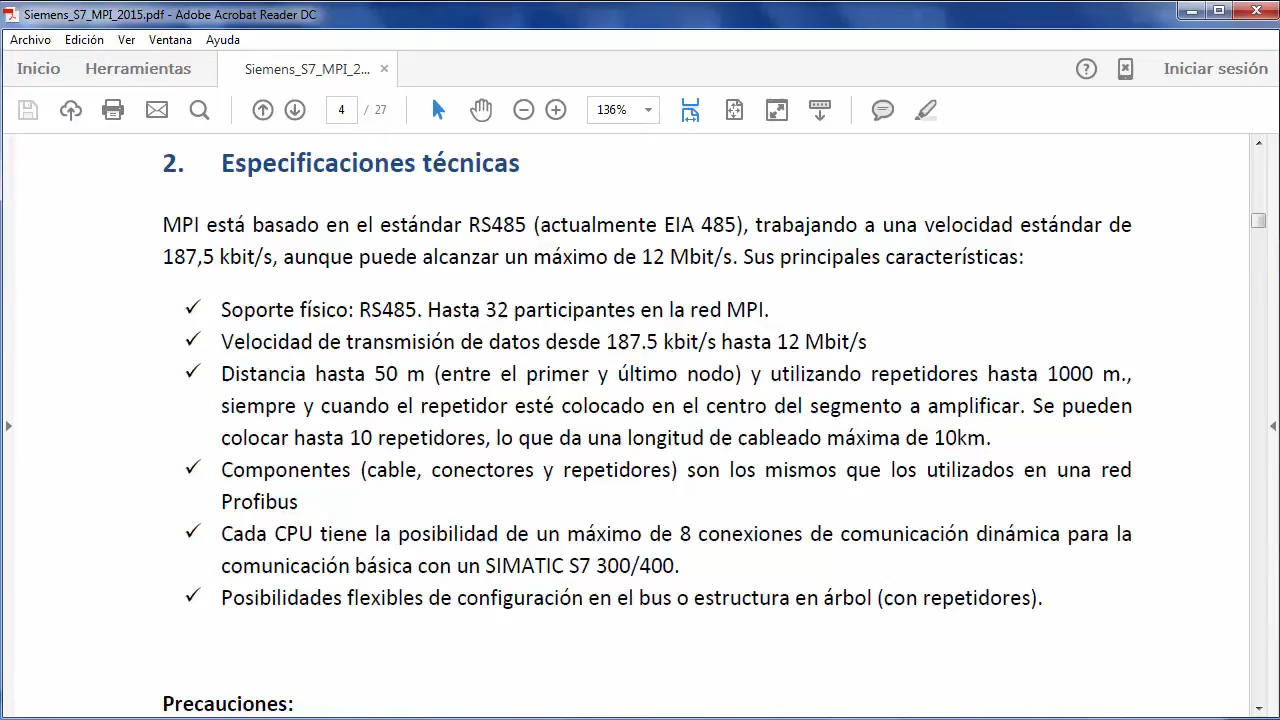 Siemens_S7_MPI_2015.pdf - Adobe Acrobat Reader DC
Archivo Edición Ver Ventana Ayuda
Inicio Herramientas Siemens_S7_MPI_2... × Iniciar sesión
4 / 27 136%
2. Especificaciones técnicas
MPI está basado en el estándar RS485 (actualmente EIA 485), trabajando a una velocidad estándar de
187,5 kbit/s, aunque puede alcanzar un máximo de 12 Mbit/s. Sus principales características:
✓ Soporte físico: RS485. Hasta 32 participantes en la red MPI.
✓ Velocidad de transmisión de datos desde 187.5 kbit/s hasta 12 Mbit/s
✓ Distancia hasta 50 m (entre el primer y último nodo) y utilizando repetidores hasta 1000 m.,
siempre y cuando el repetidor esté colocado en el centro del segmento a amplificar. Se pueden
colocar hasta 10 repetidores, lo que da una longitud de cableado máxima de 10km.
✓ Componentes (cable, conectores y repetidores) son los mismos que los utilizados en una red
Profibus
✓ Cada CPU tiene la posibilidad de un máximo de 8 conexiones de comunicación dinámica para la
comunicación básica con un SIMATIC S7 300/400.
✓ Posibilidades flexibles de configuración en el bus o estructura en árbol (con repetidores).
Precauciones: